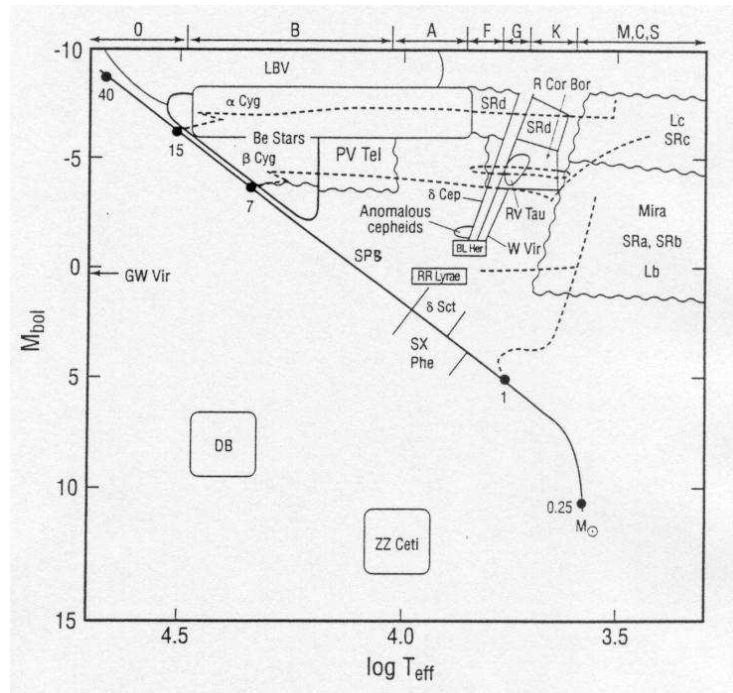 O B A F G K M,C,S
-10
LBV
R Cor Bor
40
α Cyg
SRd
SRd
Lc
SRc
15
Be Stars
-5
β Cyg
PV Tel
7
δ Cep
RV Tau
Mira
Anomalous
cepheids
W Vir
SRa, SRb
BL Her
SPB
0
GW Vir
RR Lyrae
Lb
δ Sct
SX
Phe
5
1
DB
10
0.25
M☉
ZZ Ceti
15
4.5 4.0 3.5
log Teff
Mbol